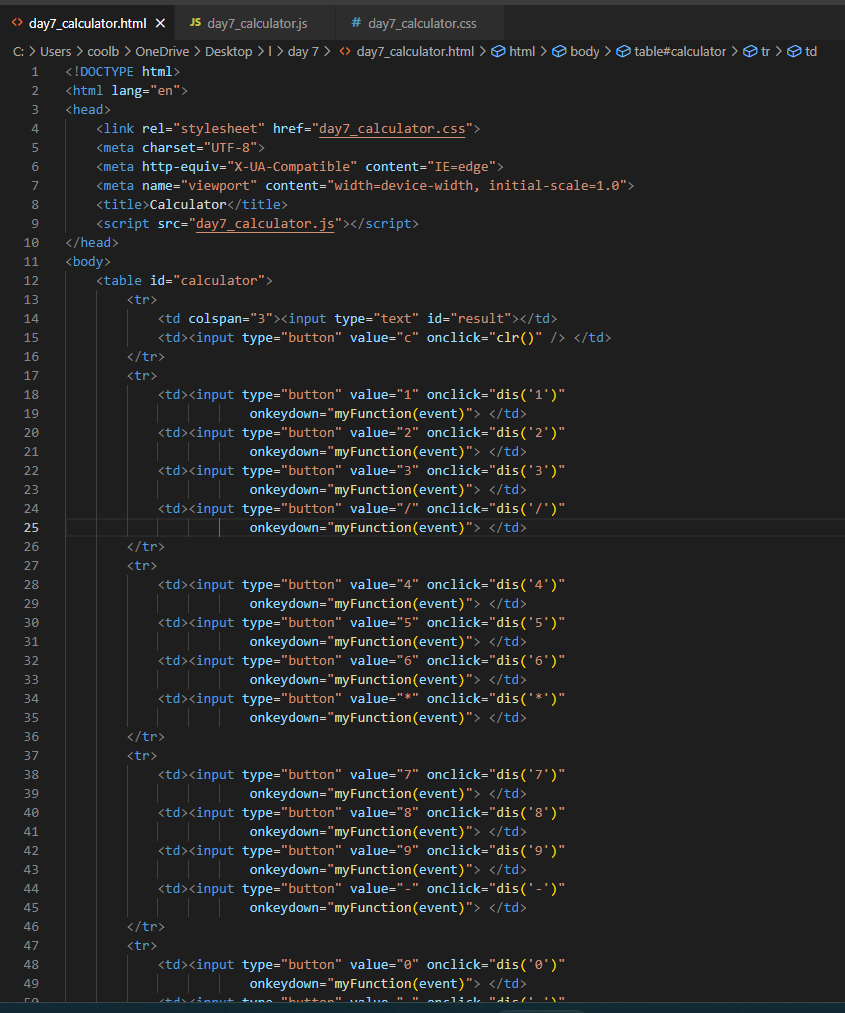 day7_calculator.html JS day7_calculator.js # day7_calculator.css
C: > Users > coolb > OneDrive > Desktop > l > day 7 > day7_calculator.html > html > body > table#calculator > tr > td
1 <!DOCTYPE html>
2 <html lang="en">
3 <head>
4 <link rel="stylesheet" href="day7_calculator.css">
5 <meta charset="UTF-8">
6 <meta http-equiv="X-UA-Compatible" content="IE=edge">
7 <meta name="viewport" content="width=device-width, initial-scale=1.0">
8 <title>Calculator</title>
9 <script src="day7_calculator.js"></script>
10 </head>
11 <body>
12 <table id="calculator">
13 <tr>
14 <td colspan="3"><input type="text" id="result"></td>
15 <td><input type="button" value="c" onclick="clr()" /> </td>
16 </tr>
17 <tr>
18 <td><input type="button" value="1" onclick="dis('1')"
19 onkeydown="myFunction(event)"> </td>
20 <td><input type="button" value="2" onclick="dis('2')"
21 onkeydown="myFunction(event)"> </td>
22 <td><input type="button" value="3" onclick="dis('3')"
23 onkeydown="myFunction(event)"> </td>
24 <td><input type="button" value="/" onclick="dis('/')"
25 onkeydown="myFunction(event)"> </td>
26 </tr>
27 <tr>
28 <td><input type="button" value="4" onclick="dis('4')"
29 onkeydown="myFunction(event)"> </td>
30 <td><input type="button" value="5" onclick="dis('5')"
31 onkeydown="myFunction(event)"> </td>
32 <td><input type="button" value="6" onclick="dis('6')"
33 onkeydown="myFunction(event)"> </td>
34 <td><input type="button" value="*" onclick="dis('*')"
35 onkeydown="myFunction(event)"> </td>
36 </tr>
37 <tr>
38 <td><input type="button" value="7" onclick="dis('7')"
39 onkeydown="myFunction(event)"> </td>
40 <td><input type="button" value="8" onclick="dis('8')"
41 onkeydown="myFunction(event)"> </td>
42 <td><input type="button" value="9" onclick="dis('9')"
43 onkeydown="myFunction(event)"> </td>
44 <td><input type="button" value="-" onclick="dis('-')"
45 onkeydown="myFunction(event)"> </td>
46 </tr>
47 <tr>
48 <td><input type="button" value="0" onclick="dis('0')"
49 onkeydown="myFunction(event)"> </td>